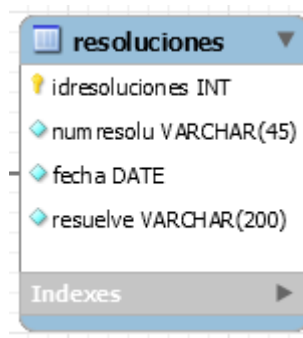 resoluciones
idresoluciones INT
numresolu VARCHAR(45)
fecha DATE
resuelve VARCHAR(200)
Indexes